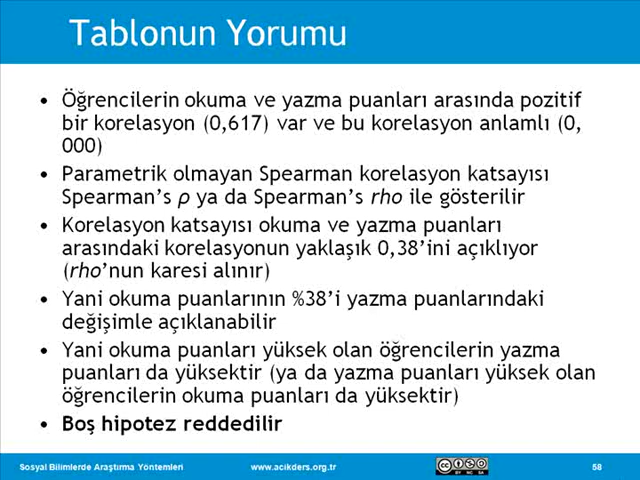 Tablonun Yorumu
• Öğrencilerin okuma ve yazma puanları arasında pozitif
bir korelasyon (0,617) var ve bu korelasyon anlamlı (0,
000)
• Parametrik olmayan Spearman korelasyon katsayısı
Spearman’s ρ ya da Spearman’s rho ile gösterilir
• Korelasyon katsayısı okuma ve yazma puanları
arasındaki korelasyonun yaklaşık 0,38’ini açıklıyor
(rho’nun karesi alınır)
• Yani okuma puanlarının %38’i yazma puanlarındaki
değişimle açıklanabilir
• Yani okuma puanları yüksek olan öğrencilerin yazma
puanları da yüksektir (ya da yazma puanları yüksek olan
öğrencilerin okuma puanları da yüksektir)
• Boş hipotez reddedilir
Sosyal Bilimlerde Araştırma Yöntemleri www.acikders.org.tr cc BY NC SA 58